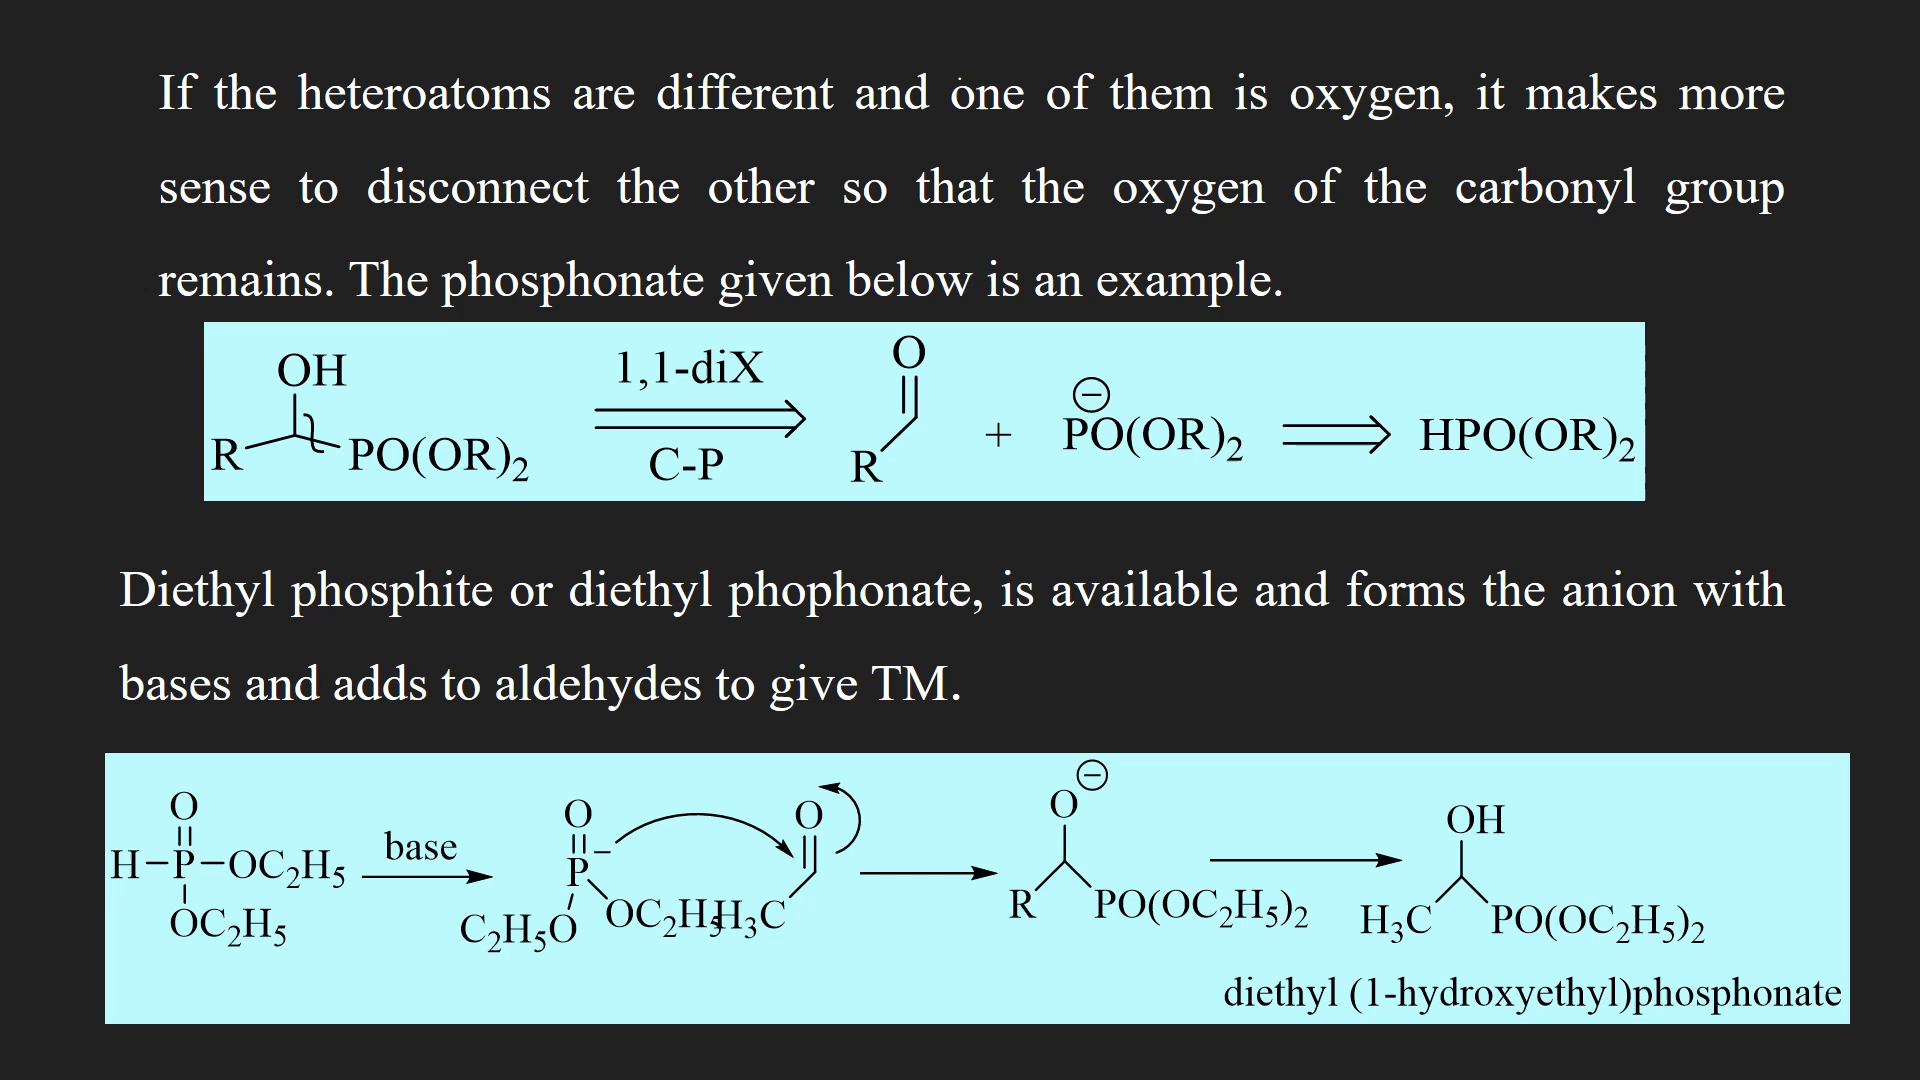 If the heteroatoms are different and one of them is oxygen, it makes more
sense to disconnect the other so that the oxygen of the carbonyl group
remains. The phosphonate given below is an example.
OH
R PO(OR)2
1,1-diX
C-P
O
R
+
⊖
PO(OR)2
HPO(OR)2
Diethyl phosphite or diethyl phophonate, is available and forms the anion with
bases and adds to aldehydes to give TM.
O
H-P-OC2H5
OC2H5
base
O
P−
C2H5O OC2H5
O
H3C
⊖
O
R PO(OC2H5)2
OH
H3C PO(OC2H5)2
diethyl (1-hydroxyethyl)phosphonate